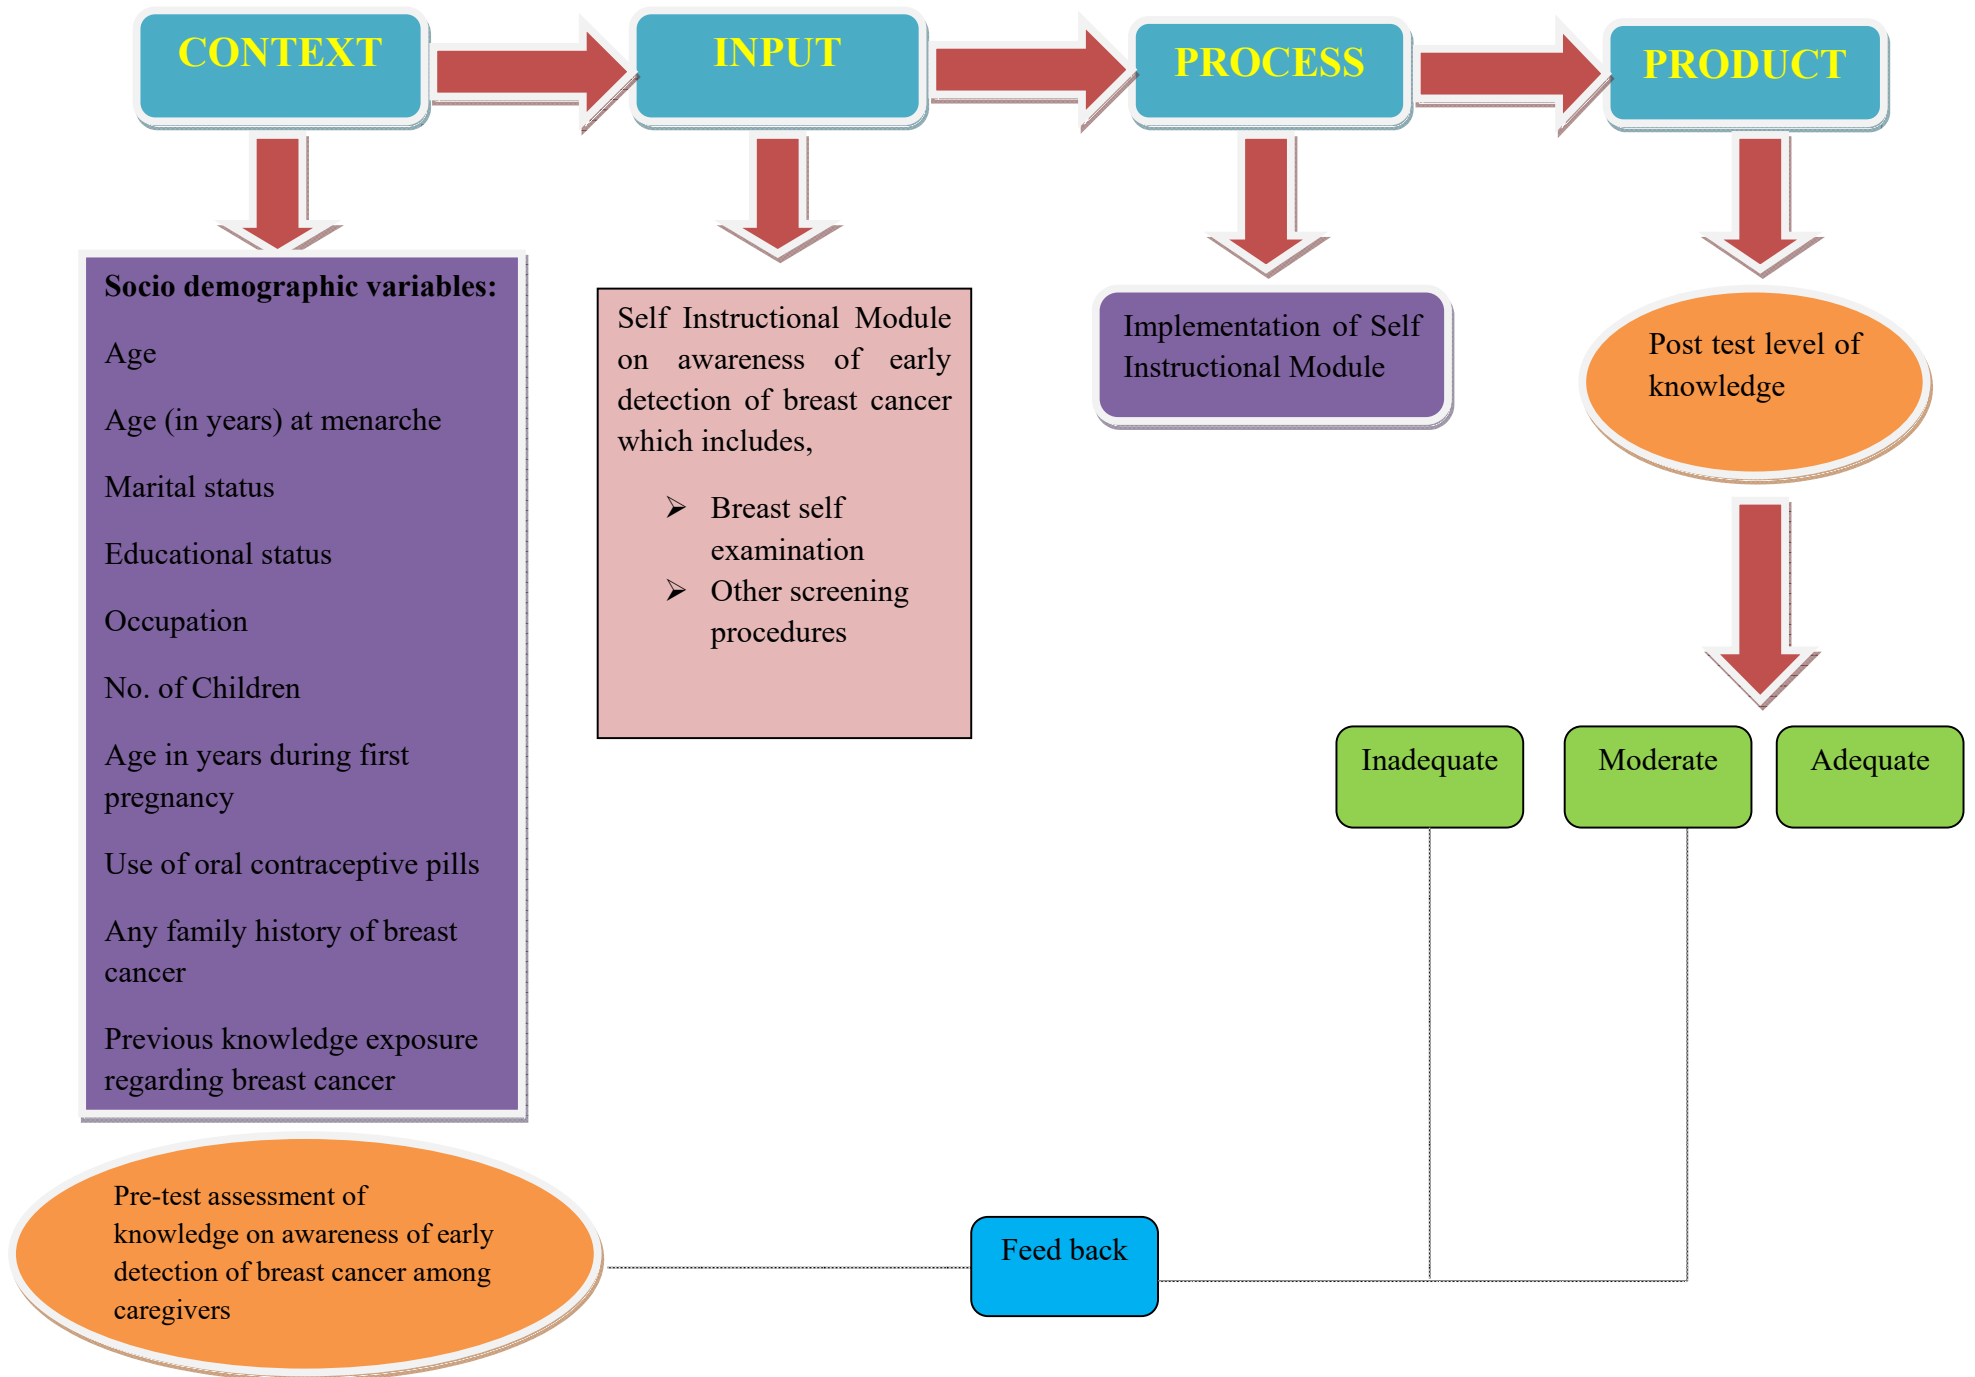 CONTEXT
INPUT
PROCESS
PRODUCT
Socio demographic variables:
Age
Age (in years) at menarche
Marital status
Educational status
Occupation
No. of Children
Age in years during first
pregnancy
Use of oral contraceptive pills
Any family history of breast
cancer
Previous knowledge exposure
regarding breast cancer
Self Instructional Module
on awareness of early
detection of breast cancer
which includes,
➢ Breast self
examination
➢ Other screening
procedures
Implementation of Self
Instructional Module
Post test level of
knowledge
Inadequate
Moderate
Adequate
Pre-test assessment of
knowledge on awareness of early
detection of breast cancer among
caregivers
Feed back